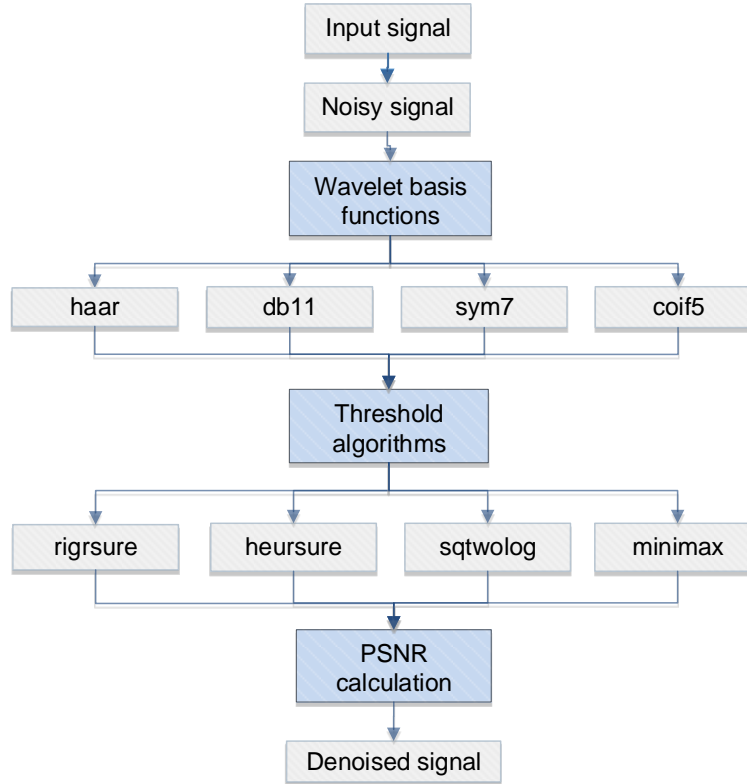 Input signal
Noisy signal
Wavelet basis
functions
haar
db11
sym7
coif5
Threshold
algorithms
rigrsure
heursure
sqtwolog
minimax
PSNR
calculation
Denoised signal